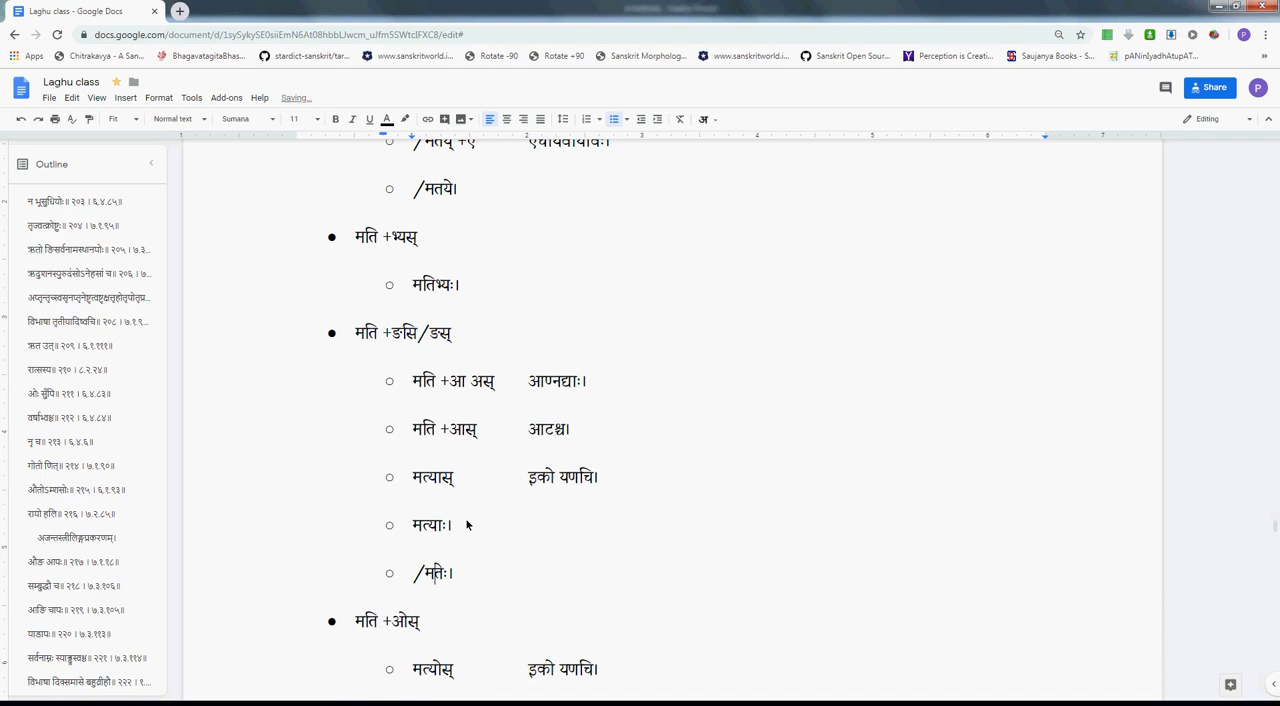 Laghu class - Google Docs
docs.google.com/document/d/1sySykySE0siiEmN6At08hbbLJwcm_uJfmSSWtcIFXC8/edit#
Apps Chitrakavya - A San... BhagavatagitaBhas... stardict-sanskrit/tar... www.sanskritworld.i... Rotate -90 Rotate +90 Sanskrit Morpholog... www.sanskritworld.i... Sanskrit Open Sour... Perception is Creati... Saujanya Books - S... pANinIyadhAtupAT...
Laghu class
File Edit View Insert Format Tools Add-ons Help Saving...
Share
P
Fit Normal text Sumana 11 Editing
Outline
न भूसुधियोः॥ २०३ । ६.४.८५॥
तृज्वत्क्रोष्टुः॥ २०४ । ७.१.९५॥
ऋतो ङिसर्वनामस्थानयोः॥ २०५ । ७.३...
ऋदुशनस्पुरुदंसोऽनेहसां च॥ २०६ । ७...
विभाषा तृतीयादिष्वचि॥ २०७ । ७.१.९...
ऋत उत्॥ २०९ । ६.१.१११॥
रात्सस्य॥ २१० । ८.२.२४॥
ओः सुँपि॥ २११ । ६.४.८३॥
वर्षाभ्वश्च॥ २१२ । ६.४.८४॥
नृ च॥ २१३ । ६.४.६॥
गोतो णित्॥ २१४ । ७.१.९०॥
औतोऽम्शसोः॥ २१५ । ६.१.९३॥
रायो हलि॥ २१६ । ७.२.८५॥
अजन्तस्त्रीलिङ्गप्रकरणम्।
औङ आपः॥ २१७ । ७.१.१८॥
सम्बुद्धौ च॥ २१८ । ७.३.१०६॥
आङि चापः॥ २१९ । ७.३.१०५॥
याडापः॥ २२० । ७.३.११३॥
सर्वनाम्नः स्याड्ढ्रस्वश्च॥ २२१ । ७.३.११४॥
विभाषा दिक्समासे बहुव्रीहौ॥ २२२ । १....
/मतय् +ए एचोयवायावः।
/मतये।
मति +भ्यस्
मतिभ्यः।
मति +ङसि/ङस्
मति +आ अस् आण्नद्याः।
मति +आस् आटश्च।
मत्यास् इको यणचि।
मत्याः।
/मतिः।
मति +ओस्
मत्योस् इको यणचि।